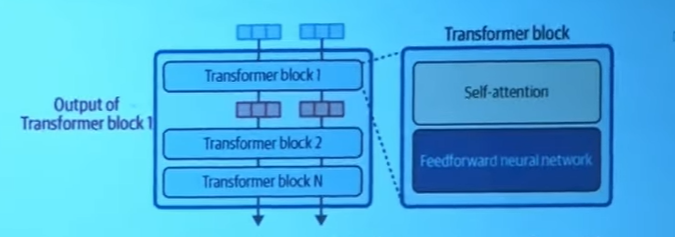 Transformer block
Transformer block 1
Output of
Transformer block 1
Self-attention
Transformer block 2
Feedforward neural network
Transformer block N